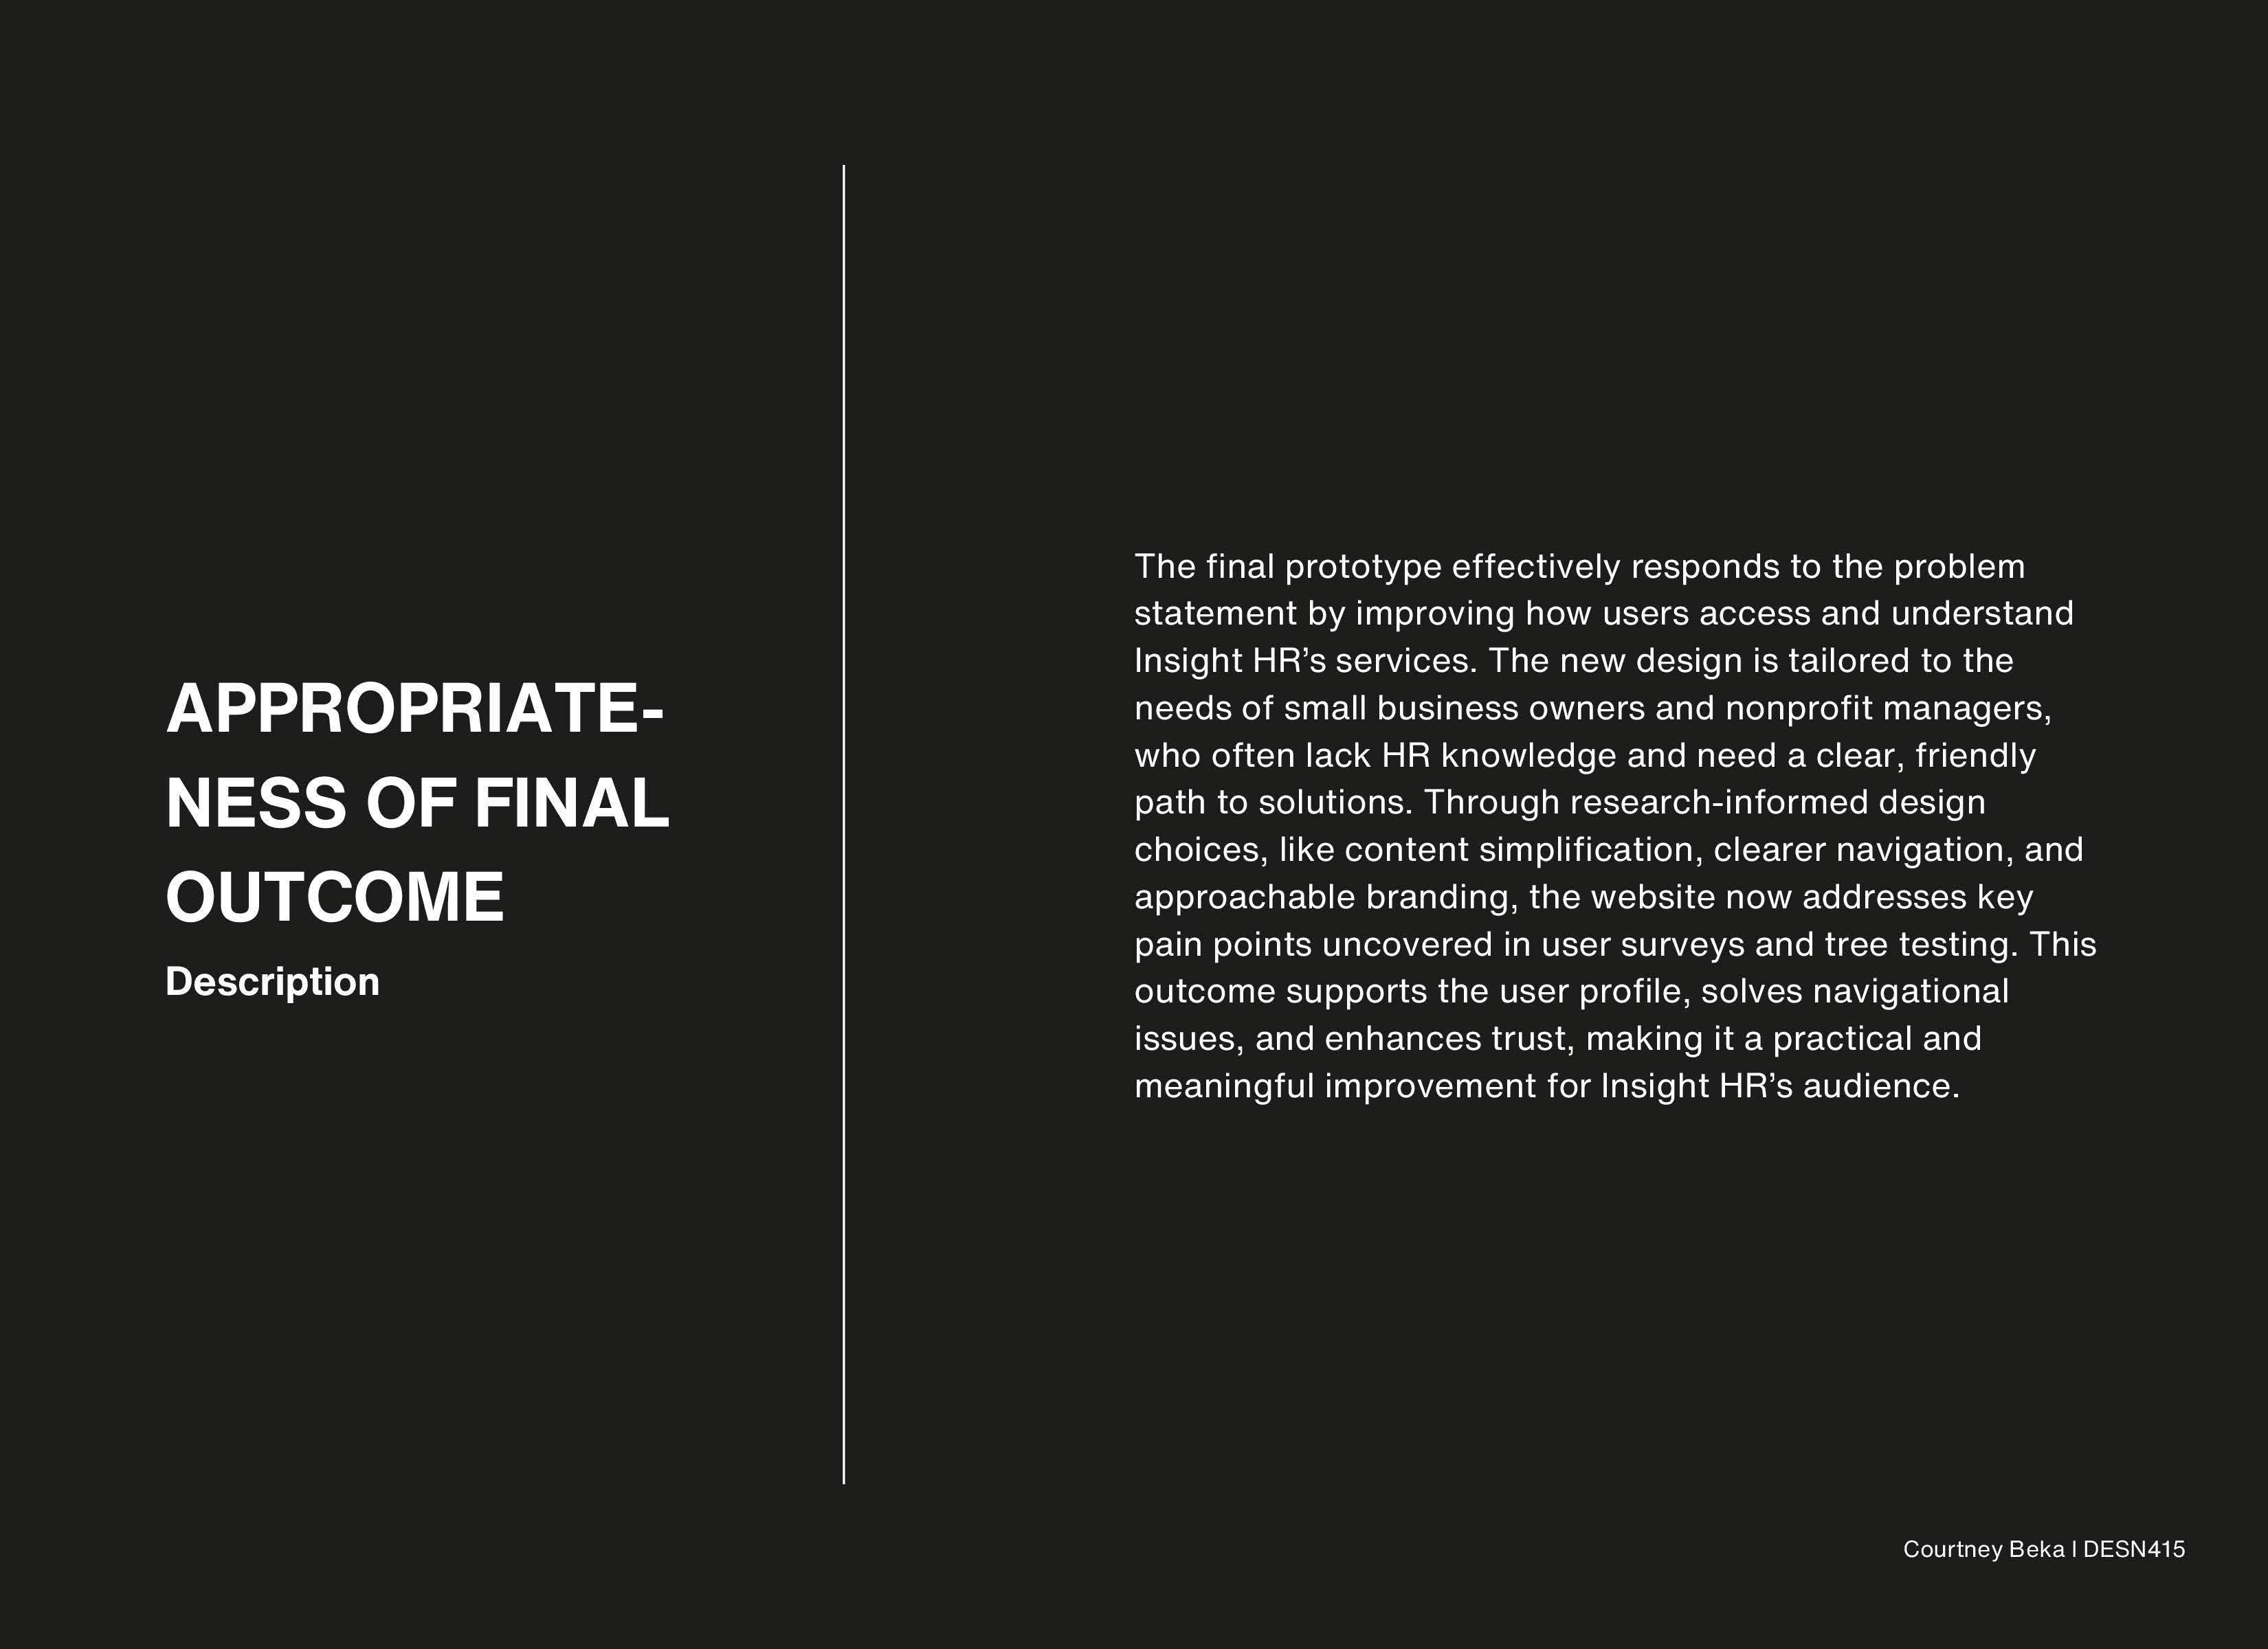 APPROPRIATE-
NESS OF FINAL
OUTCOME
Description
The final prototype effectively responds to the problem
statement by improving how users access and understand
Insight HR’s services. The new design is tailored to the
needs of small business owners and nonprofit managers,
who often lack HR knowledge and need a clear, friendly
path to solutions. Through research-informed design
choices, like content simplification, clearer navigation, and
approachable branding, the website now addresses key
pain points uncovered in user surveys and tree testing. This
outcome supports the user profile, solves navigational
issues, and enhances trust, making it a practical and
meaningful improvement for Insight HR’s audience.
Courtney Beka | DESN415